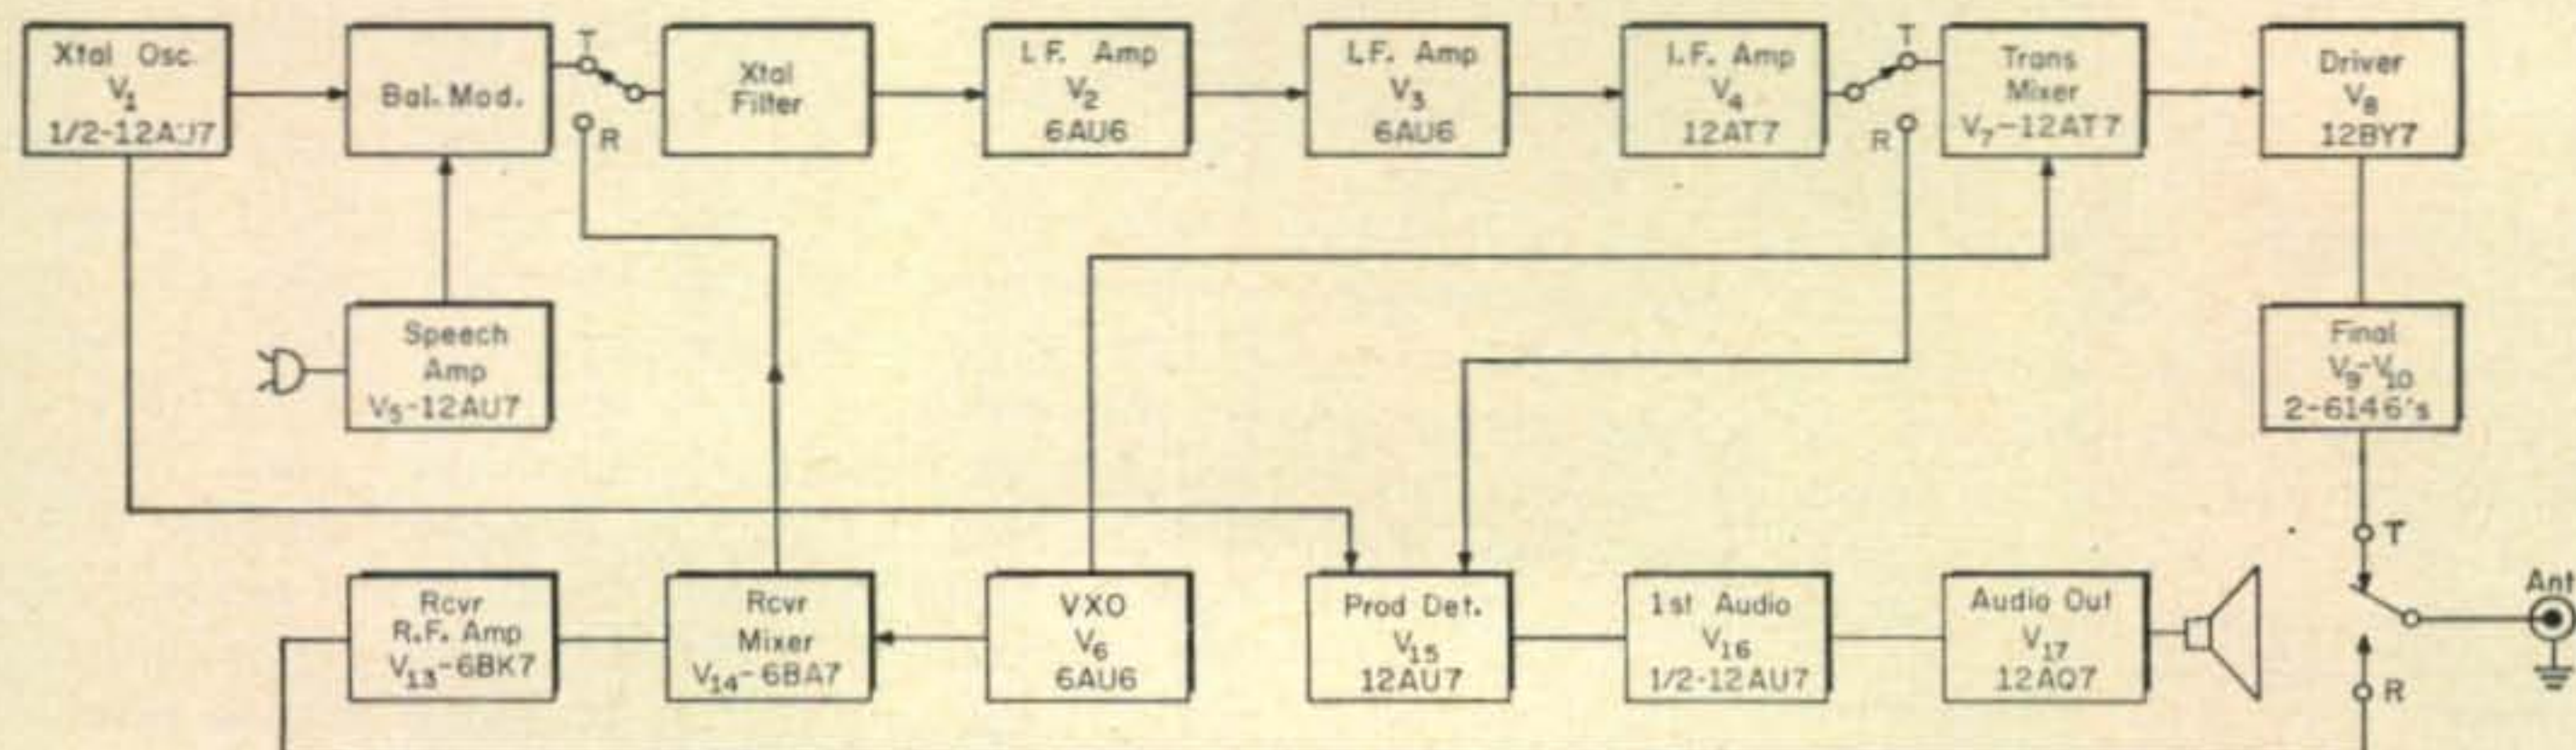 Xtal Osc.
V1
1/2-12AU7
Bal. Mod.
T
R
Xtal
Filter
I.F. Amp
V2
6AU6
I.F. Amp
V3
6AU6
I.F. Amp
V4
12AT7
T
R
Trans
Mixer
V7-12AT7
Driver
V8
12BY7
Speech
Amp
V5-12AU7
Final
V9-V10
2-6146's
T
Ant
R
Rcvr
R.F. Amp
V13-6BK7
Rcvr
Mixer
V14-6BA7
VXO
V6
6AU6
Prod Det.
V15
12AU7
1st Audio
V16
1/2-12AU7
Audio Out
V17
12AQ7